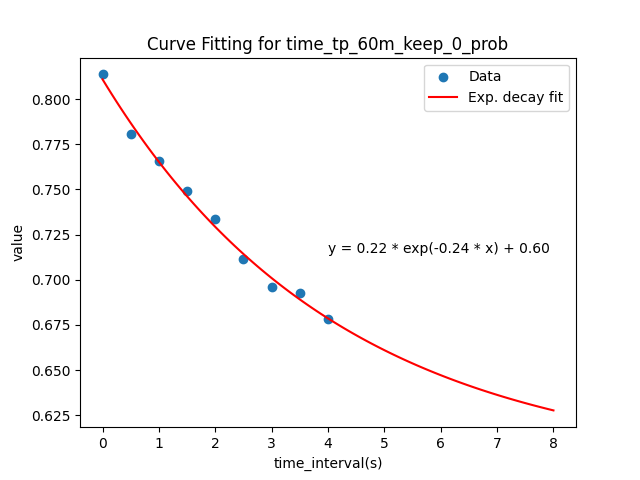 Curve Fitting for time_tp_60m_keep_0_prob
Data
Exp. decay fit
0.800
0.775
0.750
0.725
0.700
0.675
0.650
0.625
value
y = 0.22 * exp(-0.24 * x) + 0.60
0 1 2 3 4 5 6 7 8
time_interval(s)